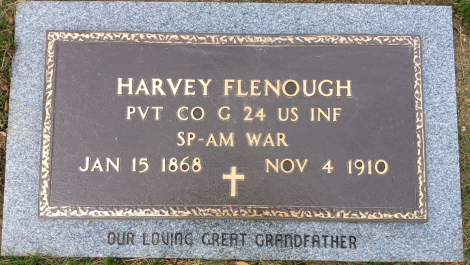 HARVEY FLENOUGH
PVT CO G 24 US INF
SP-AM WAR
JAN 15 1868 NOV 4 1910
OUR LOVING GREAT GRANDFATHER